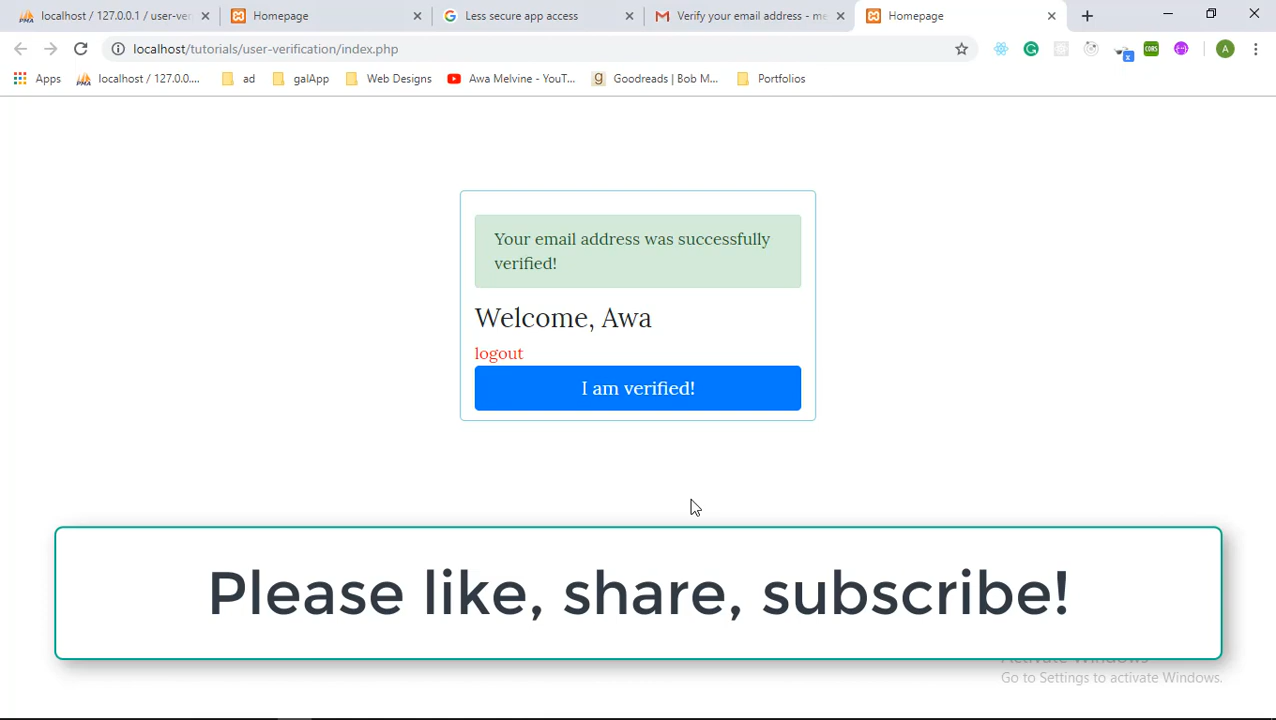 localhost / 127.0.0.1 / user-ver
Homepage
Less secure app access
Verify your email address - me
Homepage
localhost/tutorials/user-verification/index.php
A
Apps
PMA
localhost / 127.0.0....
ad
galApp
Web Designs
Awa Melvine - YouT...
g
Goodreads | Bob M...
Portfolios
Your email address was successfully
verified!
Welcome, Awa
logout
I am verified!
Please like, share, subscribe!
Activate Windows
Go to Settings to activate Windows.